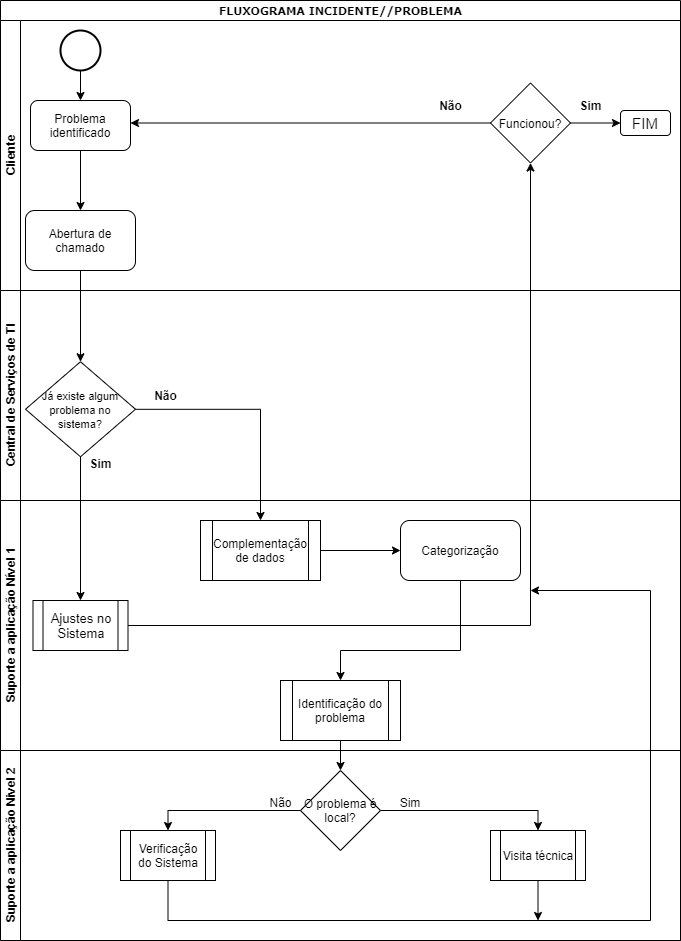 FLUXOGRAMA INCIDENTE//PROBLEMA
Cliente
Problema
identificado
Não
Funcionou?
Sim
FIM
Abertura de
chamado
Central de Serviços de TI
Já existe algum
problema no
sistema?
Não
Sim
Suporte a aplicação Nível 1
Complementação
de dados
Categorização
Ajustes no
Sistema
Identificação do
problema
Suporte a aplicação Nível 2
Não
O problema é
local?
Sim
Verificação
do Sistema
Visita técnica